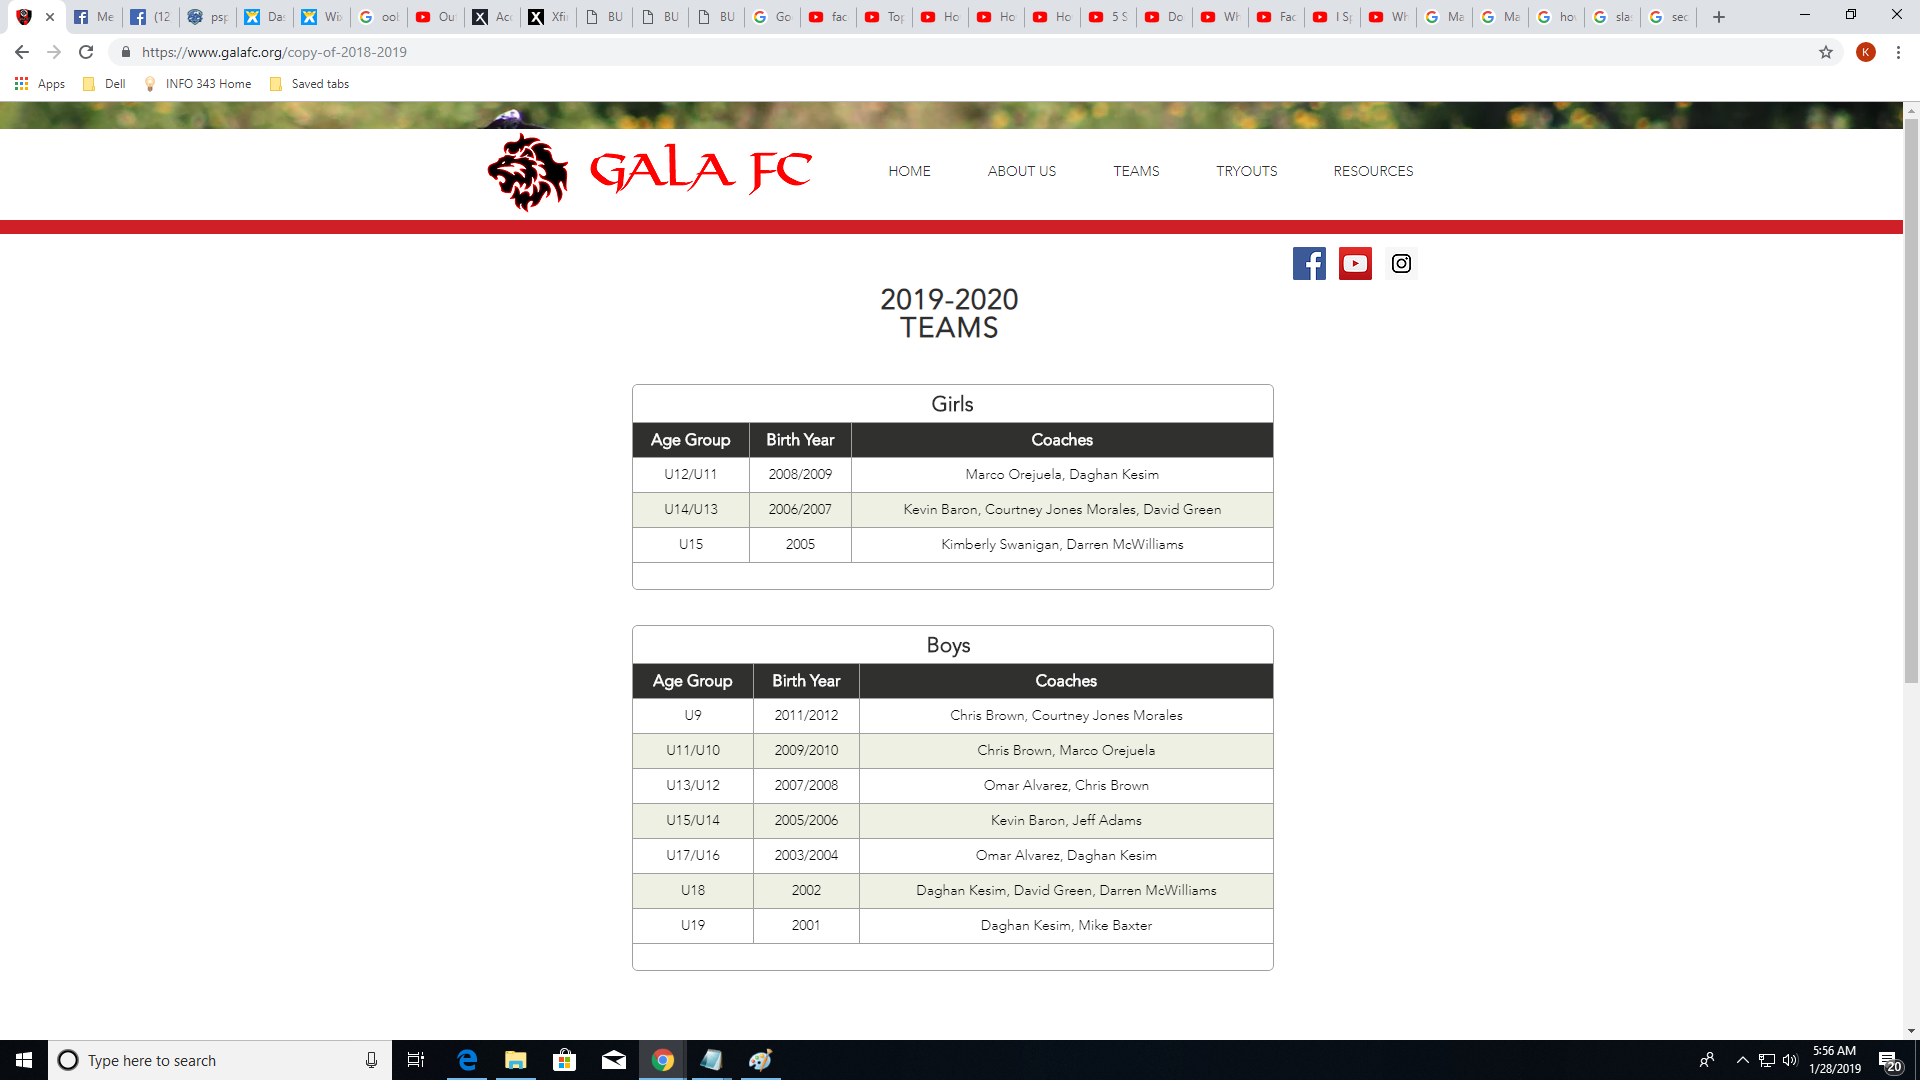 Me
(12
psp
Da
Wix
oo
Ou
Acc
Xfi
BU
BU
BU
Go
fac
Top
Ho
Ho
Ho
5 S
Do
Wh
Fac
I Sp
Wh
Ma
Ma
hov
sla
sec
https://www.galafc.org/copy-of-2018-2019
K
Apps
Dell
INFO 343 Home
Saved tabs
GALA FC
HOME
ABOUT US
TEAMS
TRYOUTS
RESOURCES
2019-2020
TEAMS
Girls
Age Group Birth Year Coaches
U12/U11 2008/2009 Marco Orejuela, Daghan Kesim
U14/U13 2006/2007 Kevin Baron, Courtney Jones Morales, David Green
U15 2005 Kimberly Swanigan, Darren McWilliams
Boys
Age Group Birth Year Coaches
U9 2011/2012 Chris Brown, Courtney Jones Morales
U11/U10 2009/2010 Chris Brown, Marco Orejuela
U13/U12 2007/2008 Omar Alvarez, Chris Brown
U15/U14 2005/2006 Kevin Baron, Jeff Adams
U17/U16 2003/2004 Omar Alvarez, Daghan Kesim
U18 2002 Daghan Kesim, David Green, Darren McWilliams
U19 2001 Daghan Kesim, Mike Baxter
Type here to search
5:56 AM
1/28/2019
20